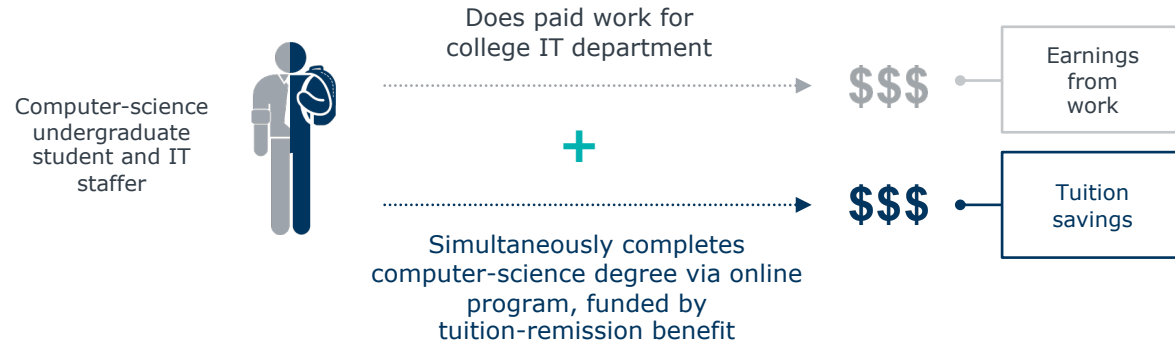 Does paid work for
college IT department
Computer-science
undergraduate
student and IT
staffer
$$$
Earnings
from
work
+
$$$
Tuition
savings
Simultaneously completes
computer-science degree via online
program, funded by
tuition-remission benefit